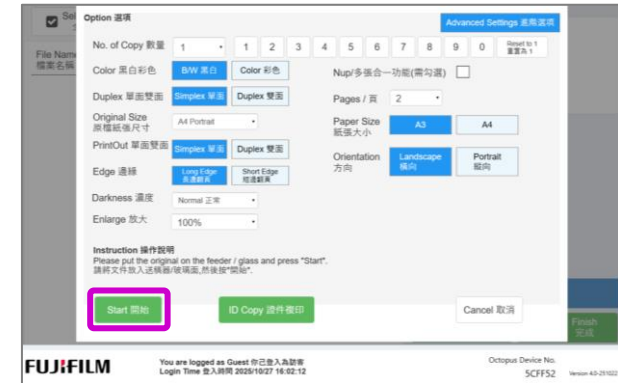 Sel
Option 選項
Advanced Settings 進階選項
File Name
檔案名稱
No. of Copy 數量
1
1 2 3 4 5 6 7 8 9 0
Reset to 1
重置為 1
Color 黑白彩色
B/W 黑白
Color 彩色
Nup/多張合一功能(需勾選)
Duplex 單面雙面
Simplex 單面
Duplex 雙面
Pages / 頁
2
Original Size
原檔紙張尺寸
A4 Portrait
Paper Size
紙張大小
A3
A4
PrintOut 單面雙面
Simplex 單面
Duplex 雙面
Edge 邊緣
Long Edge
長邊翻頁
Short Edge
短邊翻頁
Orientation
方向
Landscape
橫向
Portrait
縱向
Darkness 濃度
Normal 正常
Enlarge 放大
100%
Instruction 操作說明
Please put the original on the feeder / glass and press "Start".
請將文件放入送稿器/玻璃面,然後按"開始".
Start 開始
ID Copy 證件複印
Cancel 取消
Finish
完成
FUJIFILM
You are logged as Guest 你己登入為訪客
Login Time 登入時間 2025/10/27 16:02:12
Octopus Device No.
5CFF52
Version 4.0-251022